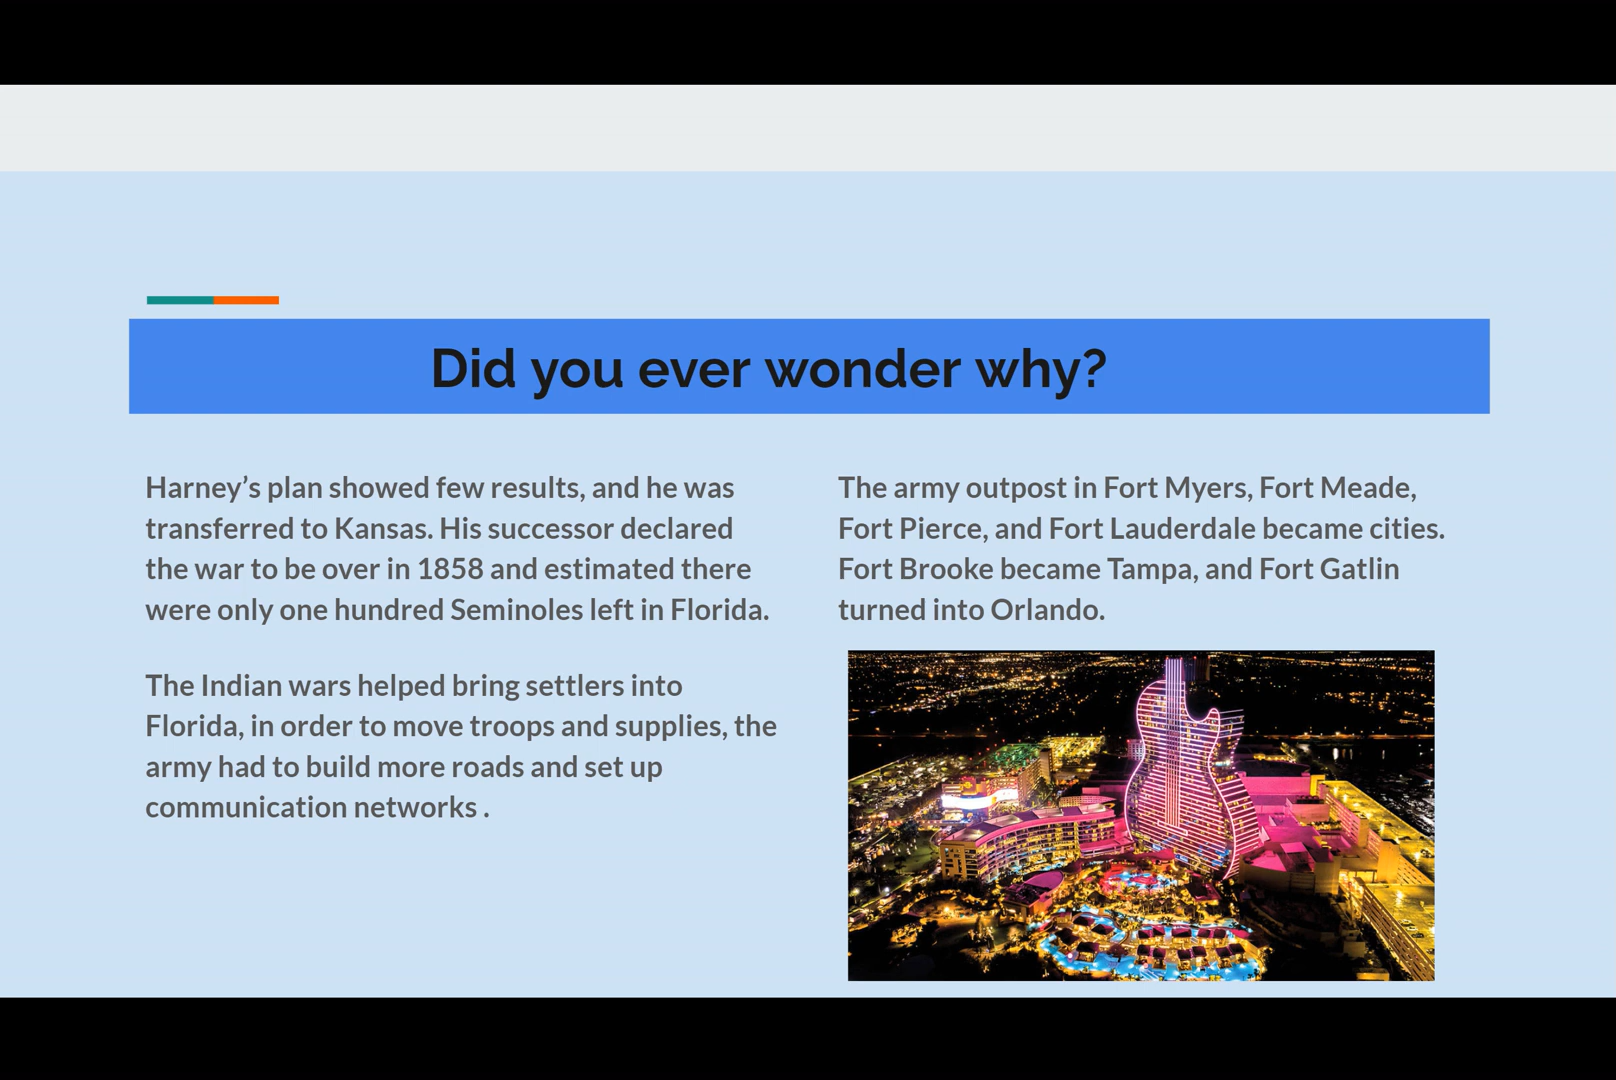 Did you ever wonder why?
Harney’s plan showed few results, and he was
transferred to Kansas. His successor declared
the war to be over in 1858 and estimated there
were only one hundred Seminoles left in Florida.
The Indian wars helped bring settlers into
Florida, in order to move troops and supplies, the
army had to build more roads and set up
communication networks .
The army outpost in Fort Myers, Fort Meade,
Fort Pierce, and Fort Lauderdale became cities.
Fort Brooke became Tampa, and Fort Gatlin
turned into Orlando.